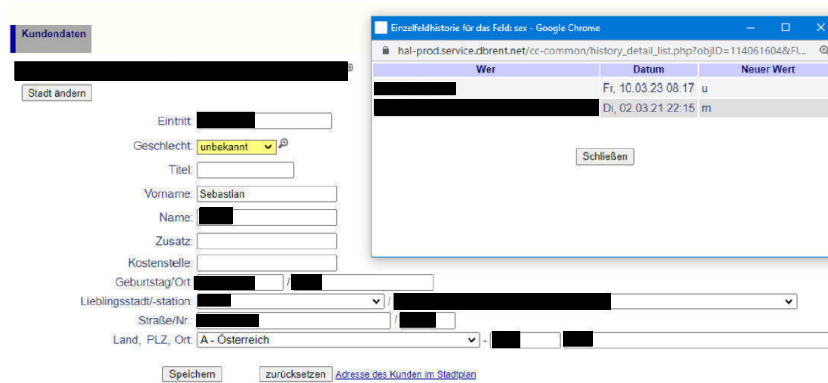 Kundendaten
Stadt ändern
Eintritt:
Geschlecht: unbekannt
Titel:
Vorname: Sebastian
Name:
Zusatz:
Kostenstelle:
Geburtstag/Ort: /
Lieblingsstadt/-station: /
Straße/Nr.: /
Land, PLZ, Ort: A - Österreich -
Speichern zurücksetzen Adresse des Kunden im Stadtplan
Einzelfeldhistorie für das Feld: sex - Google Chrome
hal-prod.service.dbrent.net/cc-common/history_detail_list.php?objID=114061604&Fl...
Wer Datum Neuer Wert
Fr, 10.03.23 08:17 u
Di, 02.03.21 22:15 m
Schließen